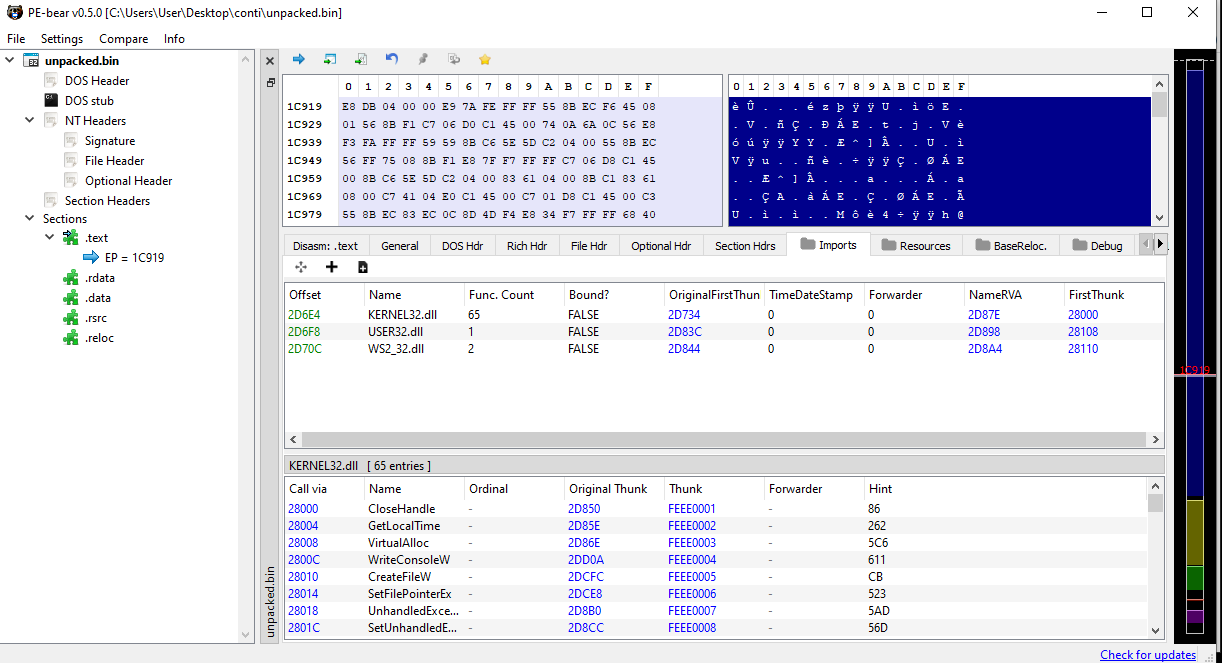 PE-bear v0.5.0 [C:\Users\User\Desktop\conti\unpacked.bin]
File Settings Compare Info
unpacked.bin
DOS Header
DOS stub
NT Headers
Signature
File Header
Optional Header
Section Headers
Sections
.text
EP = 1C919
.rdata
.data
.rsrc
.reloc
unpacked.bin
0 1 2 3 4 5 6 7 8 9 A B C D E F
1C919 E8 DB 04 00 00 E9 7A FE FF FF 55 8B EC F6 45 08
1C929 01 56 8B F1 C7 06 D0 C1 45 00 74 0A 6A 0C 56 E8
1C939 F3 FA FF FF 59 59 8B C6 5E 5D C2 04 00 55 8B EC
1C949 56 FF 75 08 8B F1 E8 7F F7 FF FF C7 06 D8 C1 45
1C959 00 8B C6 5E 5D C2 04 00 83 61 04 00 8B C1 83 61
1C969 08 00 C7 41 04 E0 C1 45 00 C7 01 D8 C1 45 00 C3
1C979 55 8B EC 83 EC 0C 8D 4D F4 E8 34 F7 FF FF 68 40
0 1 2 3 4 5 6 7 8 9 A B C D E F
è Û . . . é z þ ÿ ÿ U . ì ö E .
. V . ñ Ç . Ð Á E . t . j . V è
ó ú ÿ ÿ Y Y . Æ ^ ] Â . . U . ì
V ÿ u . . ñ è . ÷ ÿ ÿ Ç . Ø Á E
. . Æ ^ ] Â . . . a . . . Á . a
. . Ç A . à Á E . Ç . Ø Á E . Ã
U . ì . ì . . M ô è 4 ÷ ÿ ÿ h @
Disasm: .text General DOS Hdr Rich Hdr File Hdr Optional Hdr Section Hdrs Imports Resources BaseReloc. Debug
Offset Name Func. Count Bound? OriginalFirstThun TimeDateStamp Forwarder NameRVA FirstThunk
2D6E4 KERNEL32.dll 65 FALSE 2D734 0 0 2D87E 28000
2D6F8 USER32.dll 1 FALSE 2D83C 0 0 2D898 28108
2D70C WS2_32.dll 2 FALSE 2D844 0 0 2D8A4 28110
KERNEL32.dll [ 65 entries ]
Call via Name Ordinal Original Thunk Thunk Forwarder Hint
28000 CloseHandle - 2D850 FEEE0001 - 86
28004 GetLocalTime - 2D85E FEEE0002 - 262
28008 VirtualAlloc - 2D86E FEEE0003 - 5C6
2800C WriteConsoleW - 2DD0A FEEE0004 - 611
28010 CreateFileW - 2DCFC FEEE0005 - CB
28014 SetFilePointerEx - 2DCE8 FEEE0006 - 523
28018 UnhandledExce... - 2D8B0 FEEE0007 - 5AD
2801C SetUnhandledE... - 2D8CC FEEE0008 - 56D
1C919
Check for updates